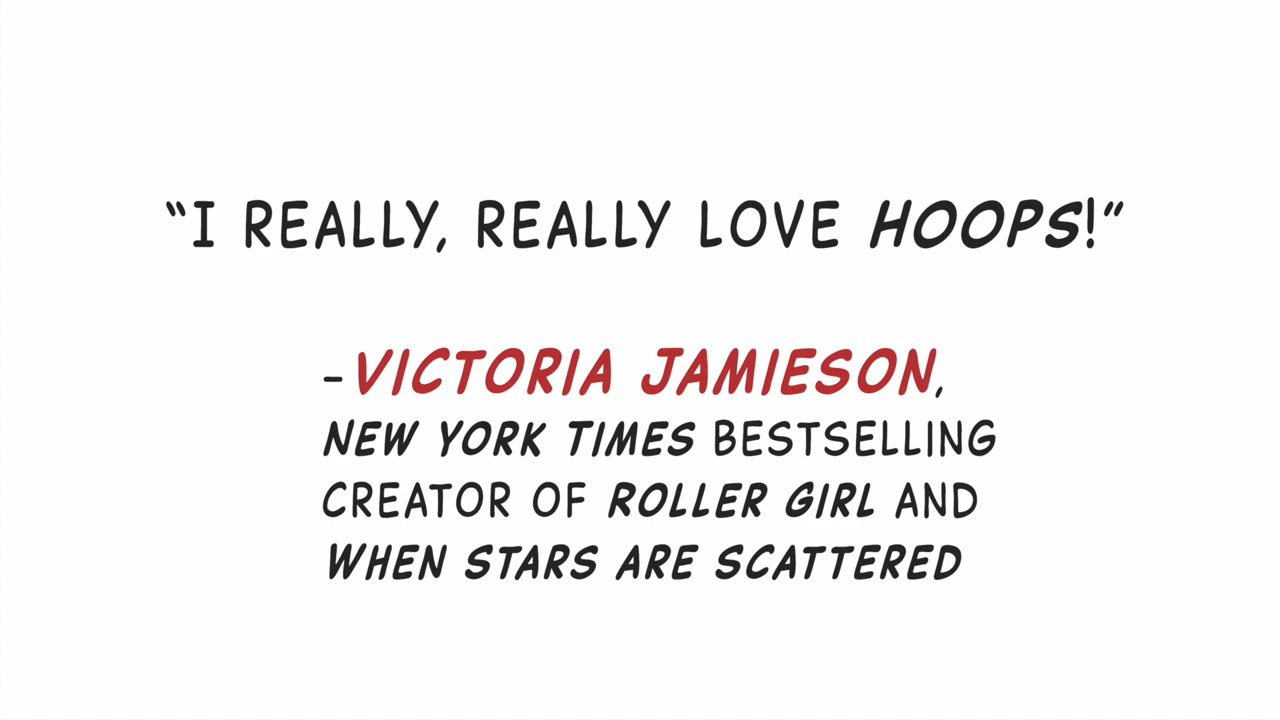 “I REALLY, REALLY LOVE HOOPS!”
-VICTORIA JAMIESON,
NEW YORK TIMES BESTSELLING
CREATOR OF ROLLER GIRL AND
WHEN STARS ARE SCATTERED